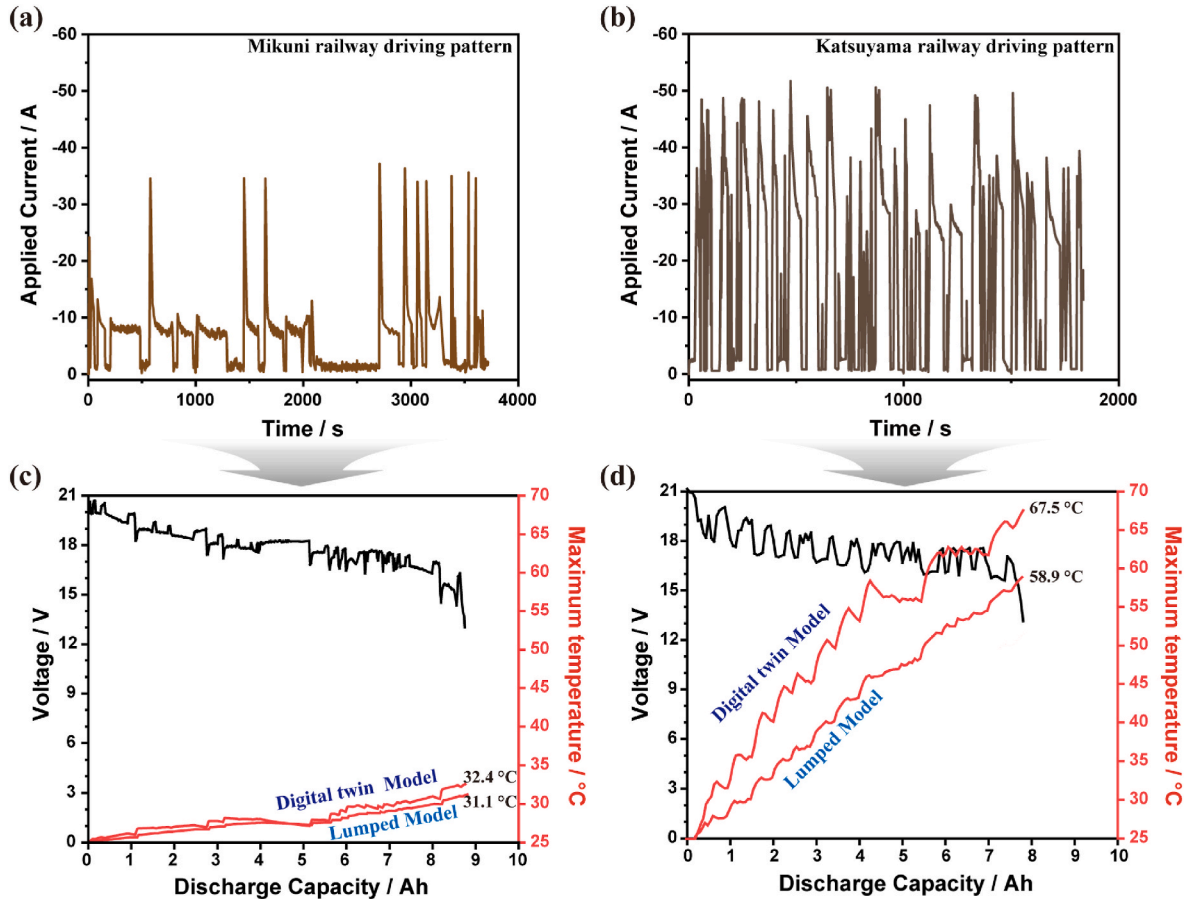 (a)
Mikuni railway driving pattern
Applied Current / A
-60
-50
-40
-30
-20
-10
0
0 1000 2000 3000 4000
Time / s
(b)
Katsuyama railway driving pattern
Applied Current / A
-60
-50
-40
-30
-20
-10
0
0 1000 2000
Time / s
(c)
Voltage / V
21
18
15
12
9
6
3
0
0 1 2 3 4 5 6 7 8 9 10
Discharge Capacity / Ah
70
65
60
55
50
45
40
35
30
25
Maximum temperature / °C
Digital twin Model
32.4 °C
31.1 °C
Lumped Model
(d)
Voltage / V
21
18
15
12
9
6
3
0
0 1 2 3 4 5 6 7 8 9 10
Discharge Capacity / Ah
70
65
60
55
50
45
40
35
30
25
Maximum temperature / °C
67.5 °C
58.9 °C
Digital twin Model
Lumped Model